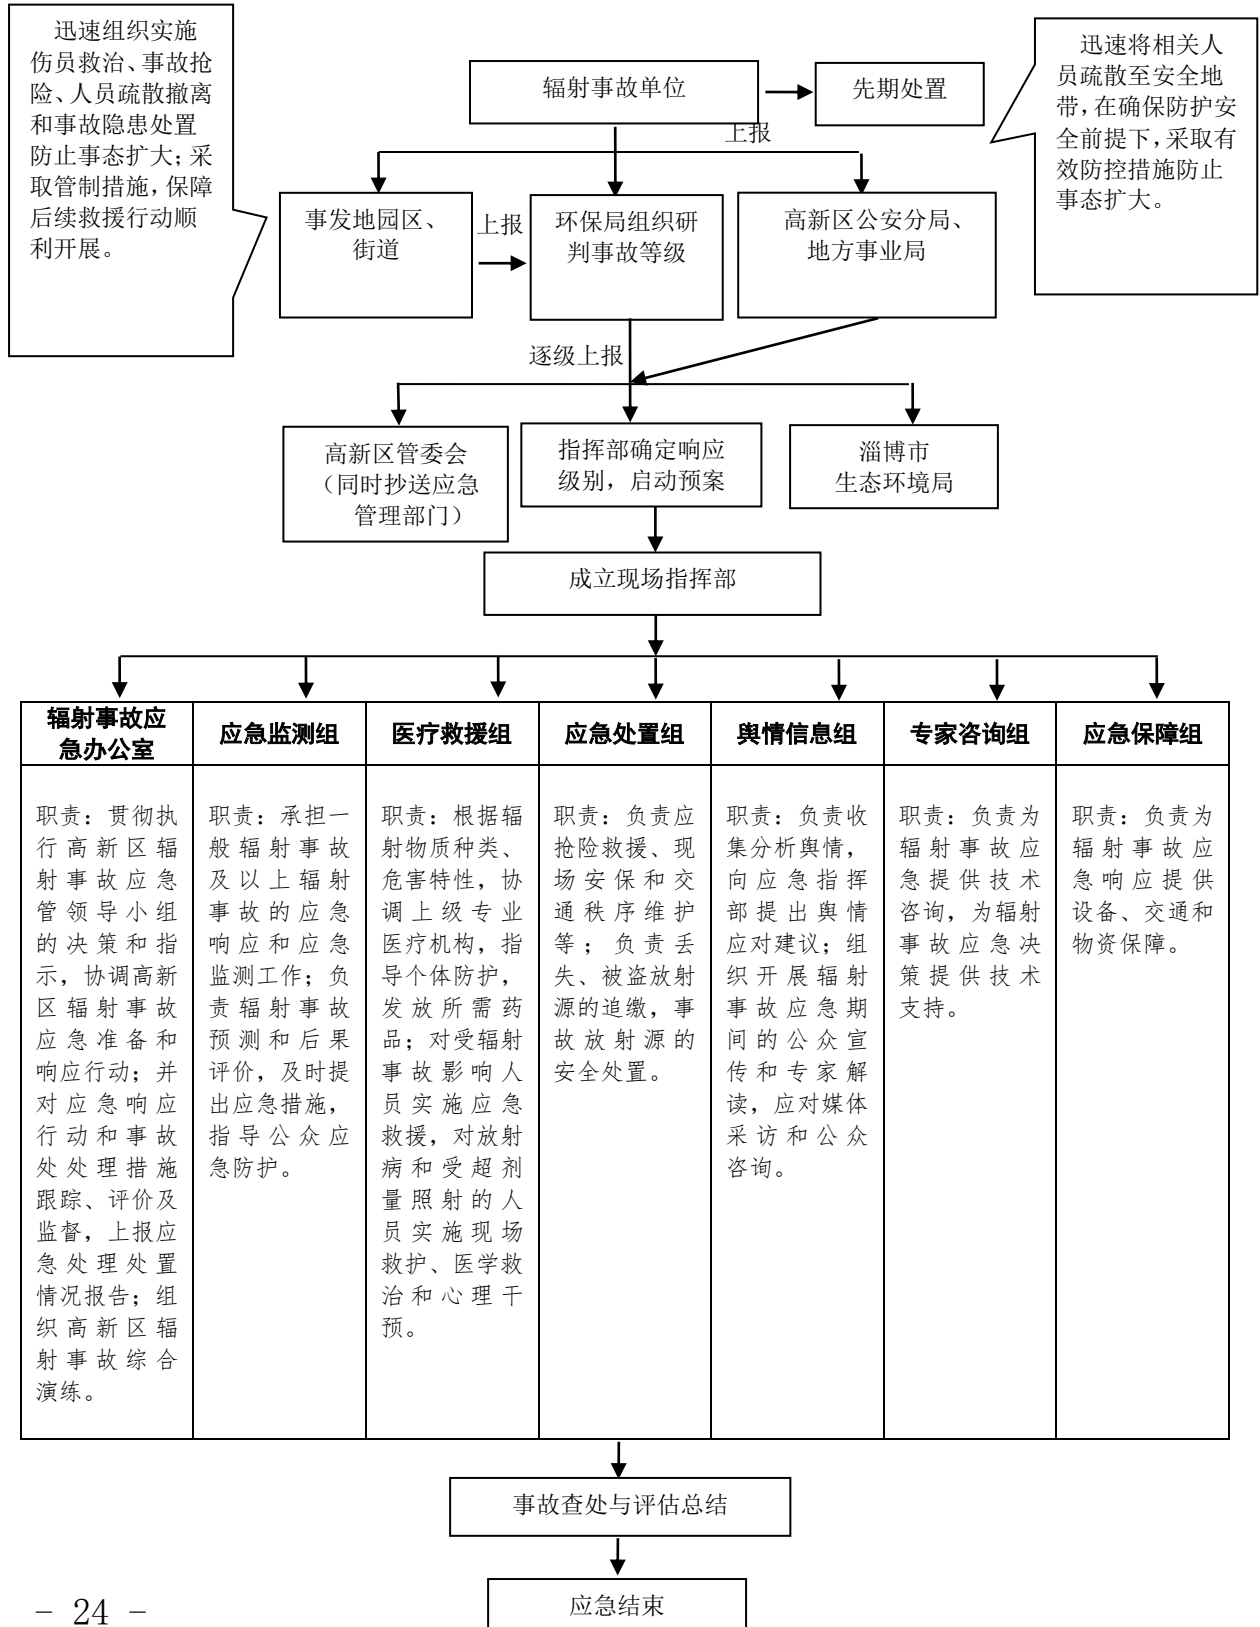 迅速组织实施
伤员救治、事故抢
险、人员疏散撤离
和事故隐患处置
防止事态扩大；采
取管制措施，保障
后续救援行动顺
利开展。
辐射事故单位
先期处置
迅速将相关人
员疏散至安全地
带，在确保防护安
全前提下，采取有
效防控措施防止
事态扩大。
上报
事发地园区、
街道
上报
环保局组织研
判事故等级
高新区公安分局、
地方事业局
逐级上报
高新区管委会
（同时抄送应急
管理部门）
指挥部确定响应
级别，启动预案
淄博市
生态环境局
成立现场指挥部
辐射事故应
急办公室
应急监测组
医疗救援组
应急处置组
舆情信息组
专家咨询组
应急保障组
职责：贯彻执
行高新区辐
射事故应急
管领导小组
的决策和指
示，协调高新
区辐射事故
应急准备和
响应行动；并
对应急响应
行动和事故
处处理措施
跟踪、评价及
监督，上报应
急处理处置
情况报告；组
织高新区辐
射事故综合
演练。
职责：承担一
般辐射事故
及以上辐射
事故的应急
响应和应急
监测工作；负
责辐射事故
预测和后果
评价，及时提
出应急措施，
指导公众应
急防护。
职责：根据辐
射物质种类、
危害特性，协
调上级专业
医疗机构，指
导个体防护，
发放所需药
品；对受辐射
事故影响人
员实施应急
救援，对放射
病和受超剂
量照射的人
员实施现场
救护、医学救
治和心理干
预。
职责：负责应
抢险救援、现
场安保和交
通秩序维护
等；负责丢
失、被盗放射
源的追缴，事
故放射源的
安全处置。
职责：负责收
集分析舆情，
向应急指挥
部提出舆情
应对建议；组
织开展辐射
事故应急期
间的公众宣
传和专家解
读，应对媒体
采访和公众
咨询。
职责：负责为
辐射事故应
急提供技术
咨询，为辐射
事故应急决
策提供技术
支持。
职责：负责为
辐射事故应
急响应提供
设备、交通和
物资保障。
事故查处与评估总结
应急结束
- 24 -